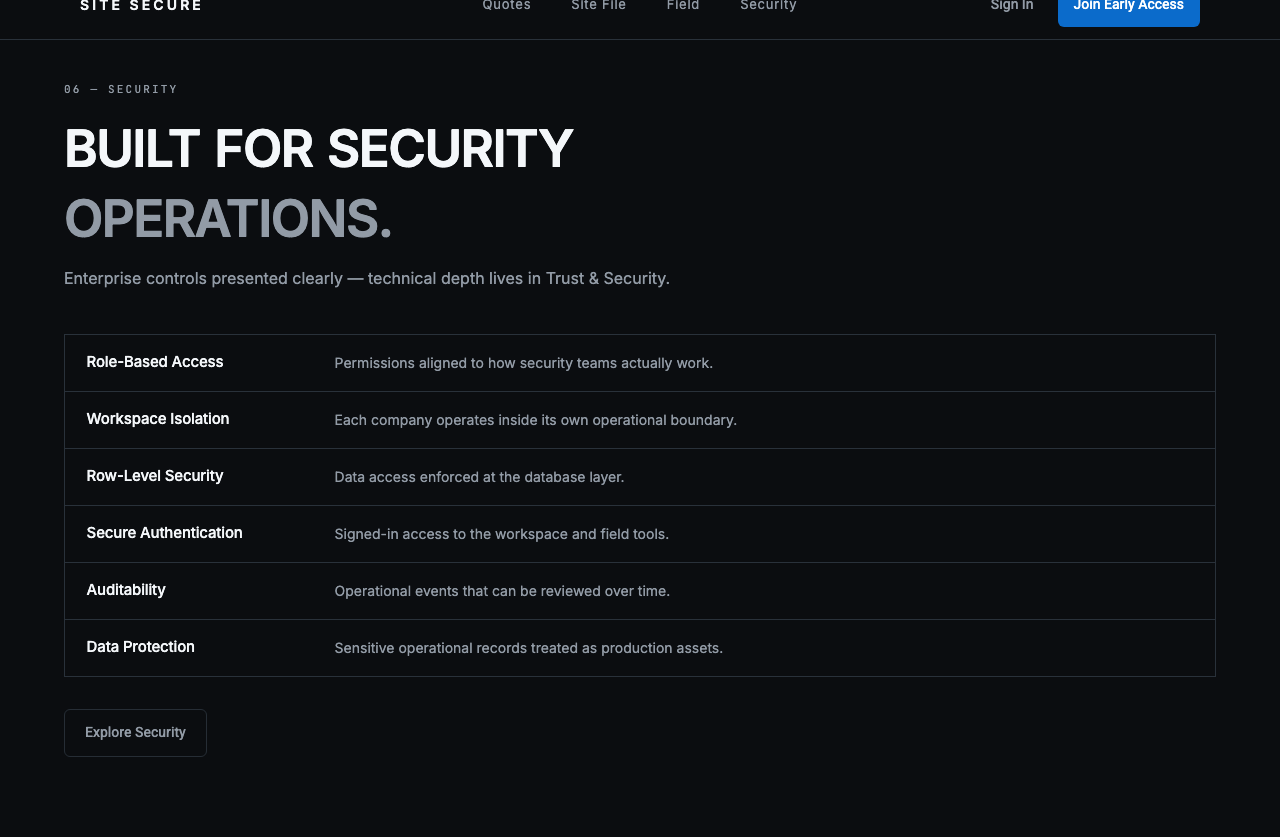 SITE SECURE
Quotes Site File Field Security
Sign In
Join Early Access
06 — SECURITY
BUILT FOR SECURITY
OPERATIONS.
Enterprise controls presented clearly — technical depth lives in Trust & Security.
Role-Based Access Permissions aligned to how security teams actually work.
Workspace Isolation Each company operates inside its own operational boundary.
Row-Level Security Data access enforced at the database layer.
Secure Authentication Signed-in access to the workspace and field tools.
Auditability Operational events that can be reviewed over time.
Data Protection Sensitive operational records treated as production assets.
Explore Security